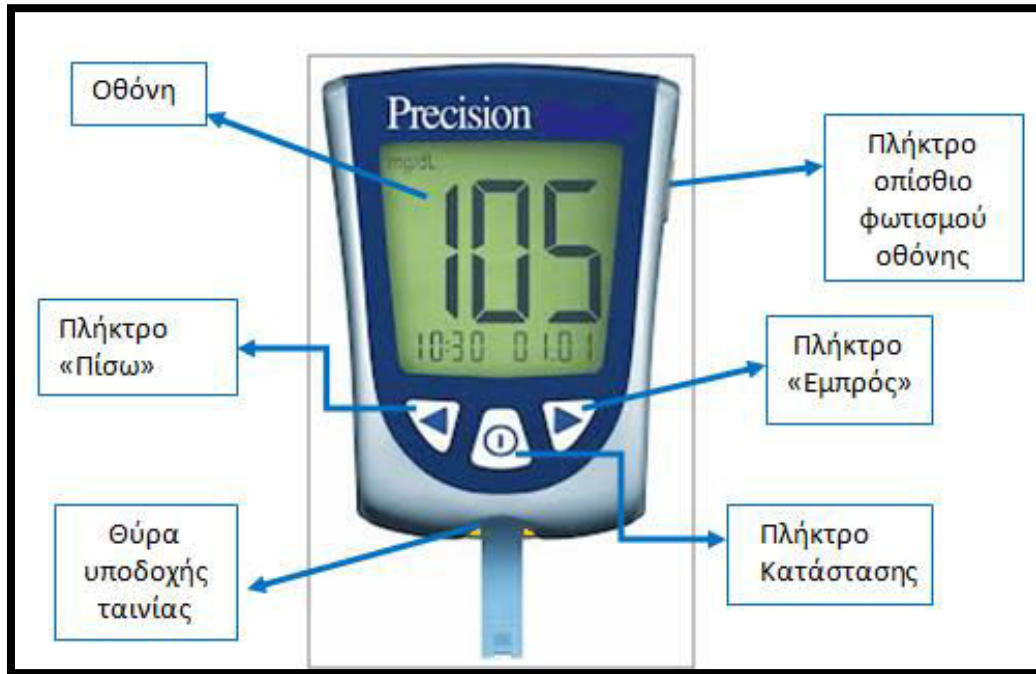 Οθόνη
Precision
mg/dL
105
10:30 01.01
Πλήκτρο
οπίσθιο
φωτισμού
οθόνης
Πλήκτρο
«Πίσω»
Πλήκτρο
«Εμπρός»
Θύρα
υποδοχής
ταινίας
Πλήκτρο
Κατάστασης